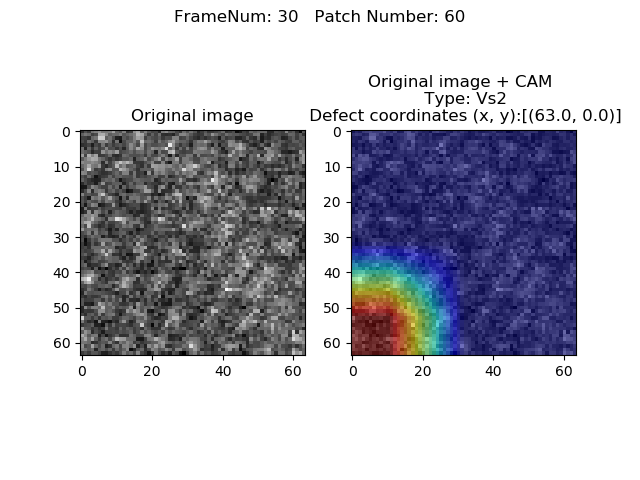 FrameNum: 30   Patch Number: 60
Original image
Original image + CAM
Type: Vs2
Defect coordinates (x, y):[(63.0, 0.0)]
0
10
20
30
40
50
60
0 20 40 60
0
10
20
30
40
50
60
0 20 40 60